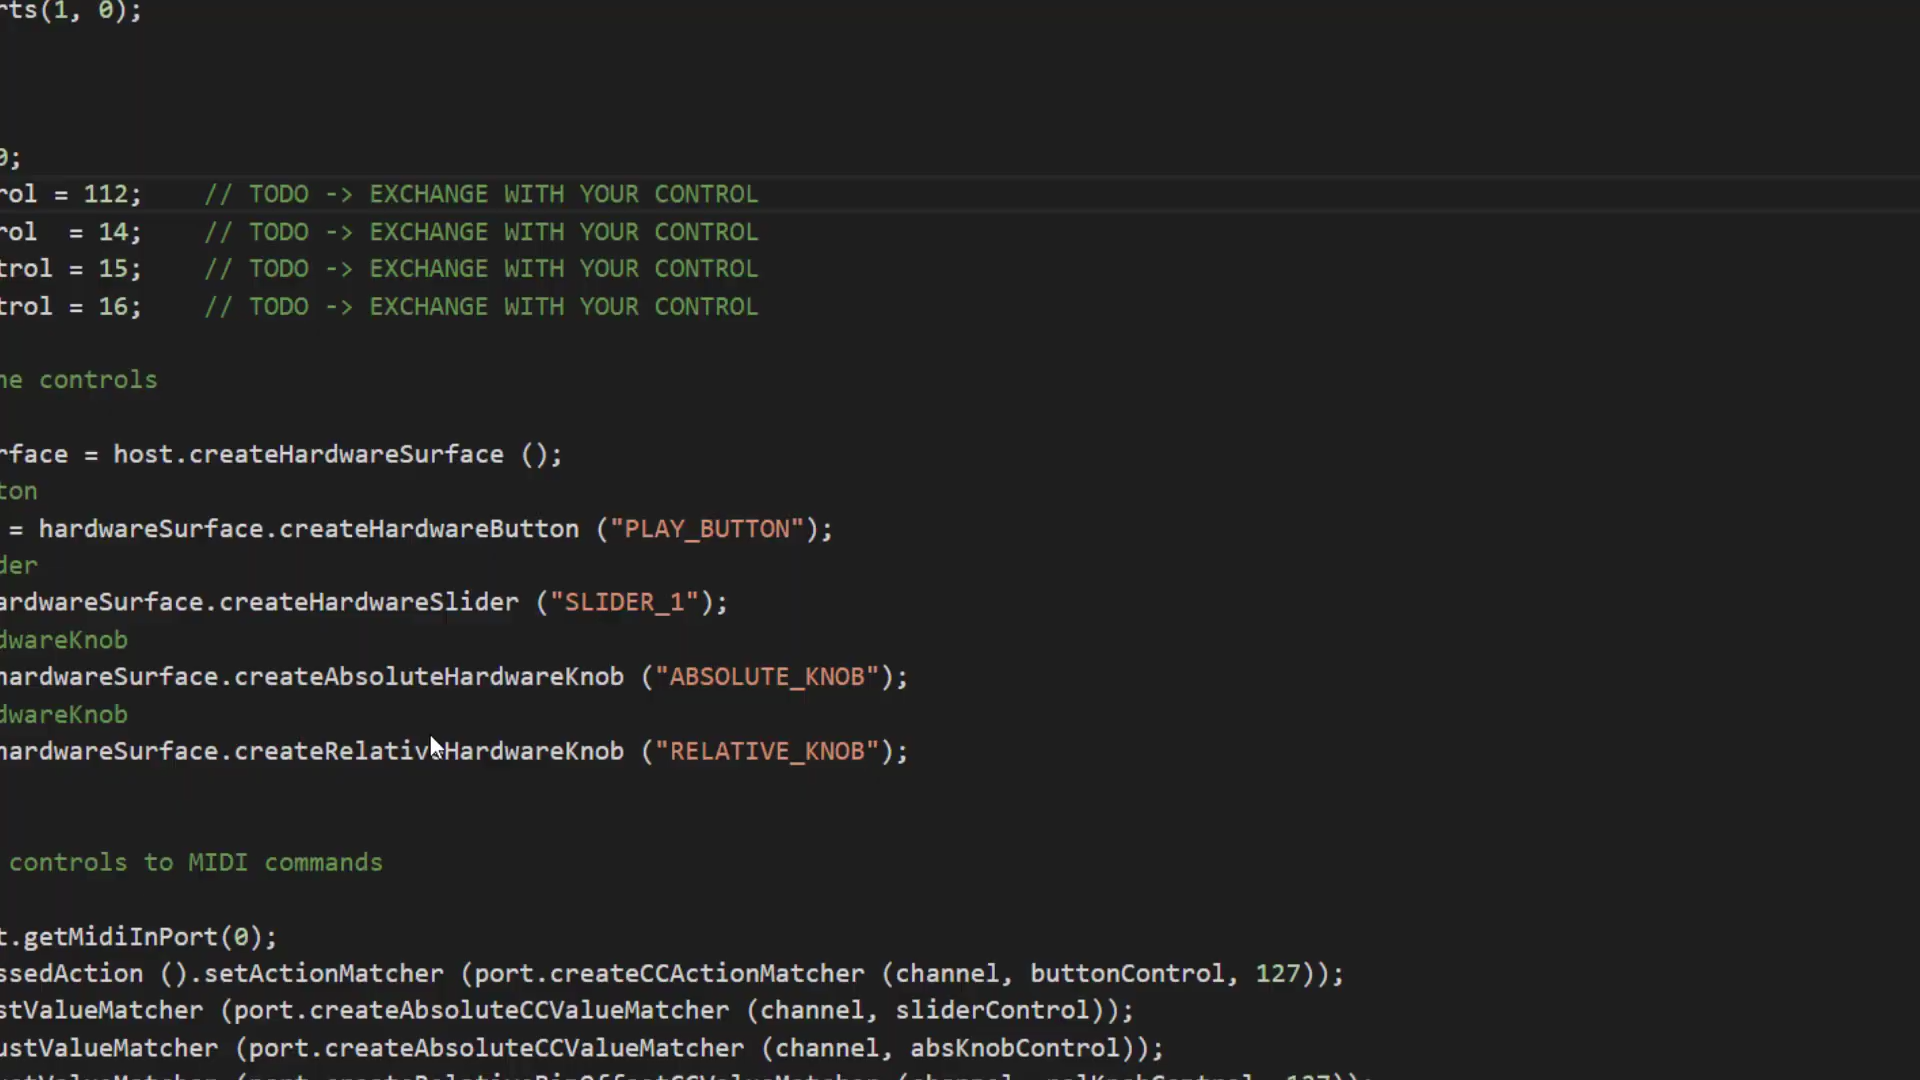 rts(1, 0);
0;
rol = 112;    // TODO -> EXCHANGE WITH YOUR CONTROL
rol  = 14;    // TODO -> EXCHANGE WITH YOUR CONTROL
trol = 15;    // TODO -> EXCHANGE WITH YOUR CONTROL
trol = 16;    // TODO -> EXCHANGE WITH YOUR CONTROL
he controls
rface = host.createHardwareSurface ();
ton
= hardwareSurface.createHardwareButton ("PLAY_BUTTON");
der
ardwareSurface.createHardwareSlider ("SLIDER_1");
dwareKnob
hardwareSurface.createAbsoluteHardwareKnob ("ABSOLUTE_KNOB");
dwareKnob
hardwareSurface.createRelativeHardwareKnob ("RELATIVE_KNOB");
controls to MIDI commands
t.getMidiInPort(0);
ssedAction ().setActionMatcher (port.createCCActionMatcher (channel, buttonControl, 127));
stValueMatcher (port.createAbsoluteCCValueMatcher (channel, sliderControl));
ustValueMatcher (port.createAbsoluteCCValueMatcher (channel, absKnobControl));